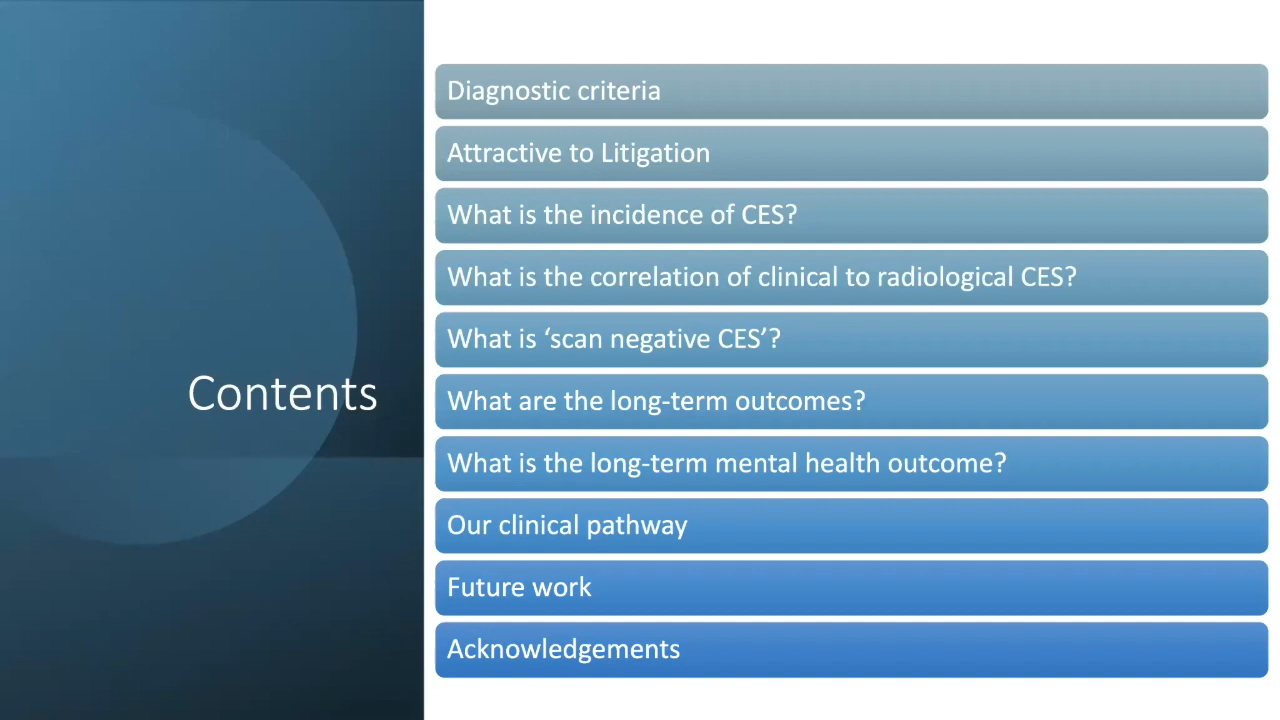 Contents
Diagnostic criteria
Attractive to Litigation
What is the incidence of CES?
What is the correlation of clinical to radiological CES?
What is ‘scan negative CES’?
What are the long-term outcomes?
What is the long-term mental health outcome?
Our clinical pathway
Future work
Acknowledgements